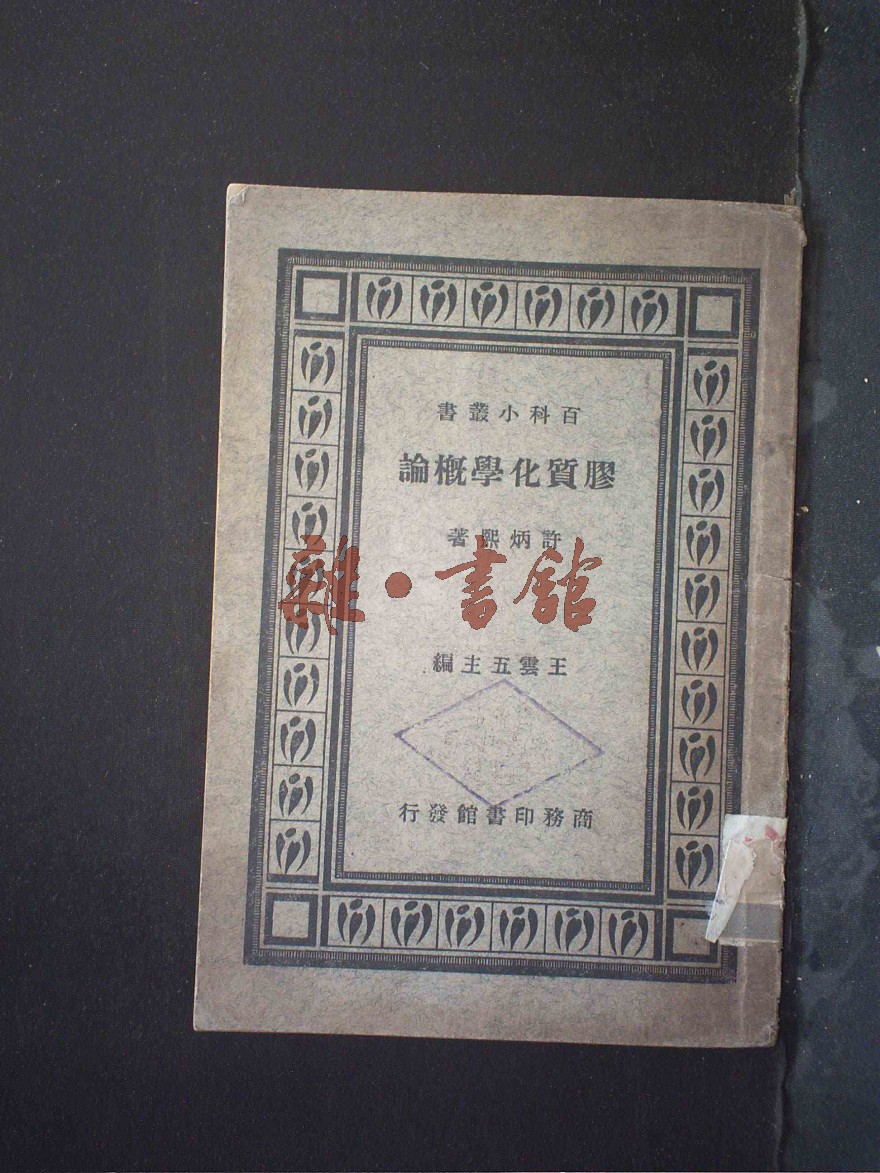 百科小叢書
膠質化學概論
許炳熙著
雜·書館
王雲五主編
商務印書館發行